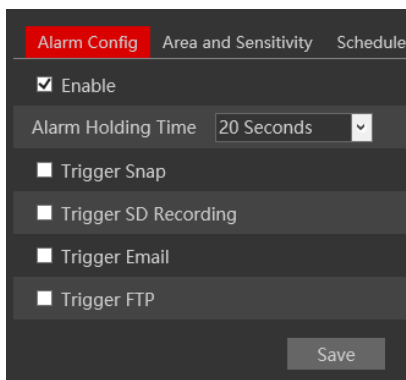 Alarm Config Area and Sensitivity Schedule
Enable
Alarm Holding Time 20 Seconds
Trigger Snap
Trigger SD Recording
Trigger Email
Trigger FTP
Save